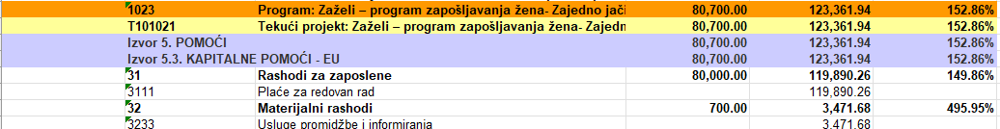 1023 Program: Zaželi – program zapošljavanja žena- Zajedno jači 80,700.00 123,361.94 152.86%
T101021 Tekući projekt: Zaželi – program zapošljavanja žena- Zajedn 80,700.00 123,361.94 152.86%
Izvor 5. POMOĆI 80,700.00 123,361.94 152.86%
Izvor 5.3. KAPITALNE POMOĆI - EU 80,700.00 123,361.94 152.86%
31 Rashodi za zaposlene 80,000.00 119,890.26 149.86%
3111 Plaće za redovan rad 119,890.26
32 Materijalni rashodi 700.00 3,471.68 495.95%
3233 Usluge promidžbe i informiranja 3,471.68